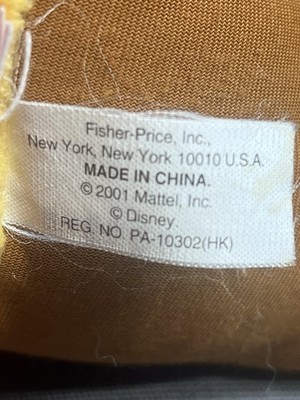 Fisher-Price, Inc.,
New York, New York 10010 U.S.A.
MADE IN CHINA.
© 2001 Mattel, Inc.
© Disney
REG. NO. PA-10302(HK)